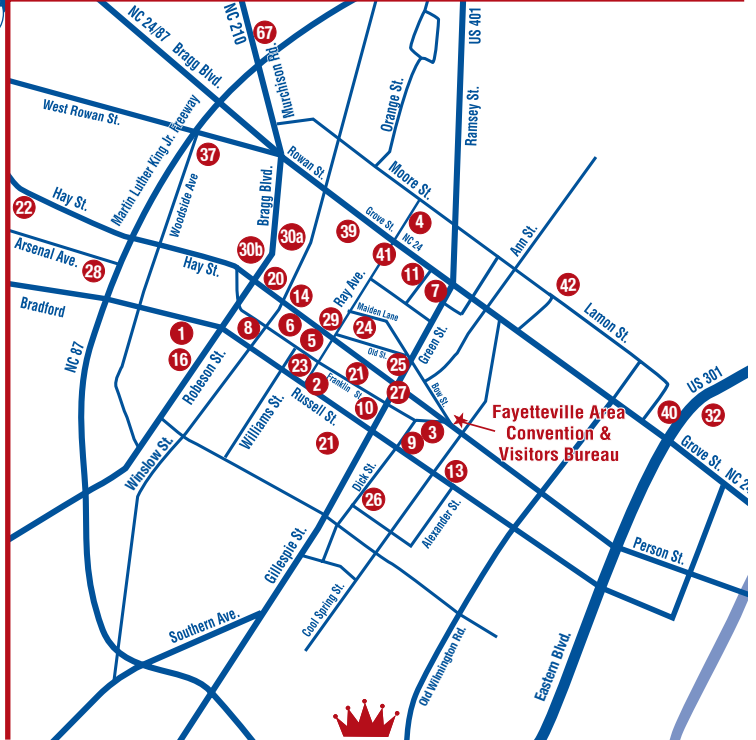 NC 24/87 Bragg Blvd.
NC 210
67
Murchison Rd.
US 401
Ramsey St.
Orange St.
West Rowan St.
Martin Luther King Jr. Freeway
37
Woodside Ave
Bragg Blvd.
Rowan St.
Moore St.
22
Hay St.
Arsenal Ave.
28
Hay St.
30b
30a
39
Grove St.
NC 24
4
41
11
7
Ann St.
42
Lamon St.
Bradford
1
16
NC 87
20
14
Ray Ave.
Maiden Lane
8
6
5
29
24
Old St.
25
Green St.
Robeson St.
23
2
21
Franklin St.
27
10
Bow St.
Russell St.
Williams St.
21
9
3
Fayetteville Area
Convention &
Visitors Bureau
US 301
40
32
Grove St. NC 24
Winslow St.
13
Dick St.
26
Alexander St.
Gillespie St.
Person St.
Cool Spring St.
Southern Ave.
Old Wilmington Rd.
Eastern Blvd.